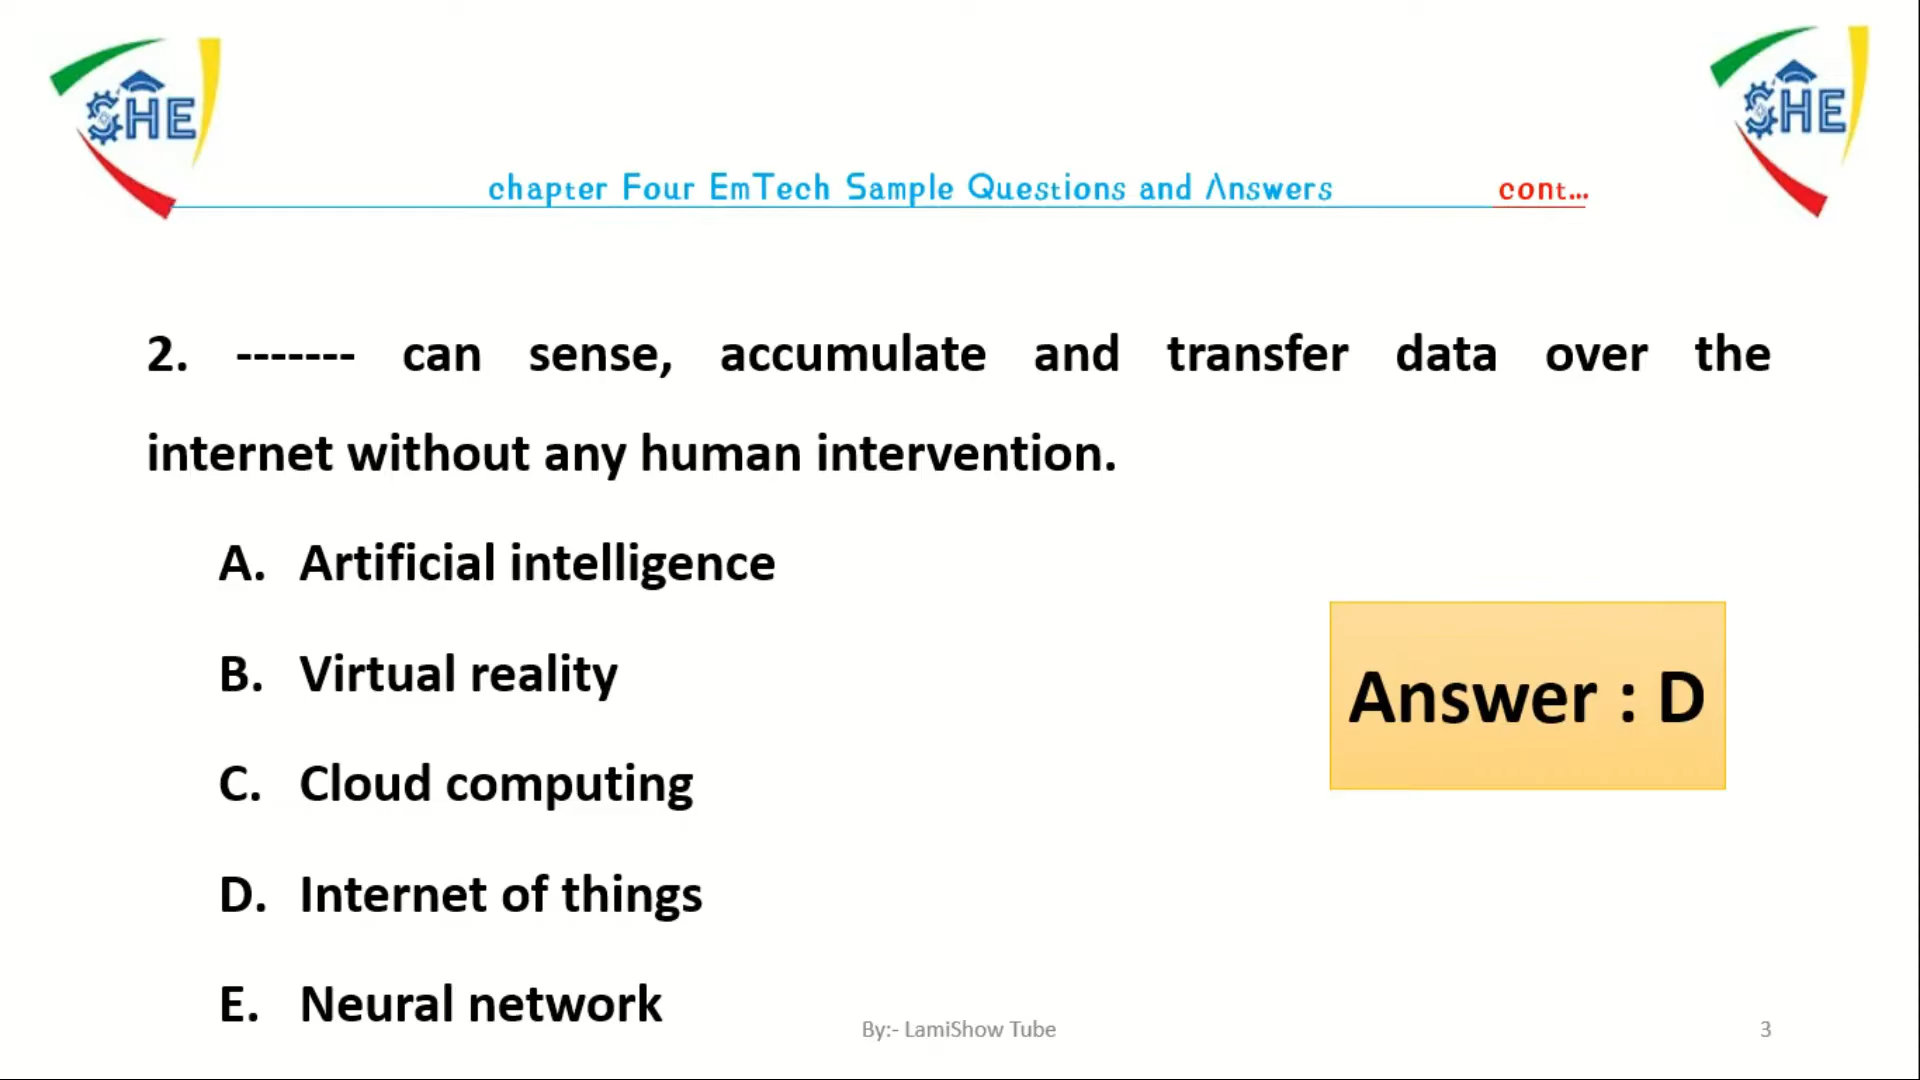 SHE
SHE
chapter Four EmTech Sample Questions and Answers cont...
2. ------- can sense, accumulate and transfer data over the
internet without any human intervention.
A. Artificial intelligence
B. Virtual reality
C. Cloud computing
D. Internet of things
E. Neural network
Answer : D
By:- LamiShow Tube
3